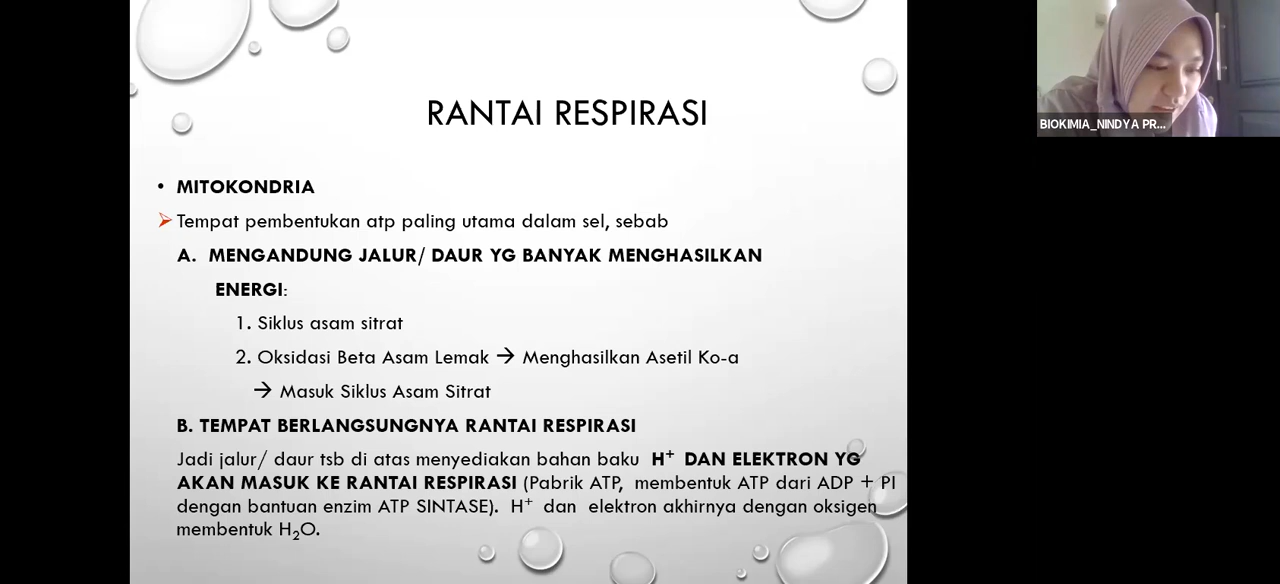 RANTAI RESPIRASI
• MITOKONDRIA
➢ Tempat pembentukan atp paling utama dalam sel, sebab
A. MENGANDUNG JALUR/ DAUR YG BANYAK MENGHASILKAN
ENERGI:
1. Siklus asam sitrat
2. Oksidasi Beta Asam Lemak → Menghasilkan Asetil Ko-a
→ Masuk Siklus Asam Sitrat
B. TEMPAT BERLANGSUNGNYA RANTAI RESPIRASI
Jadi jalur/ daur tsb di atas menyediakan bahan baku H⁺ DAN ELEKTRON YG
AKAN MASUK KE RANTAI RESPIRASI (Pabrik ATP, membentuk ATP dari ADP + PI
dengan bantuan enzim ATP SINTASE). H⁺ dan elektron akhirnya dengan oksigen
membentuk H₂O.
BIOKIMIA_NINDYA PR...